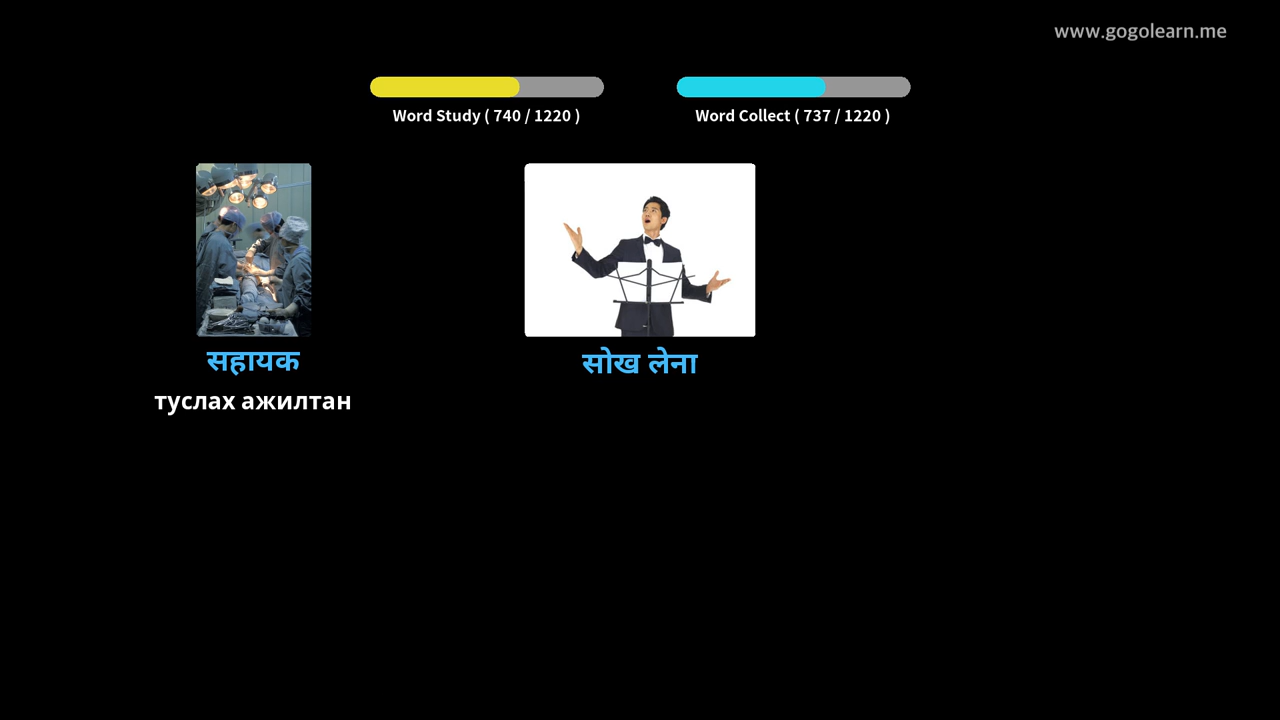 www.gogolearn.me
Word Study ( 740 / 1220 )
Word Collect ( 737 / 1220 )
सहायक
туслах ажилтан
सोख लेना